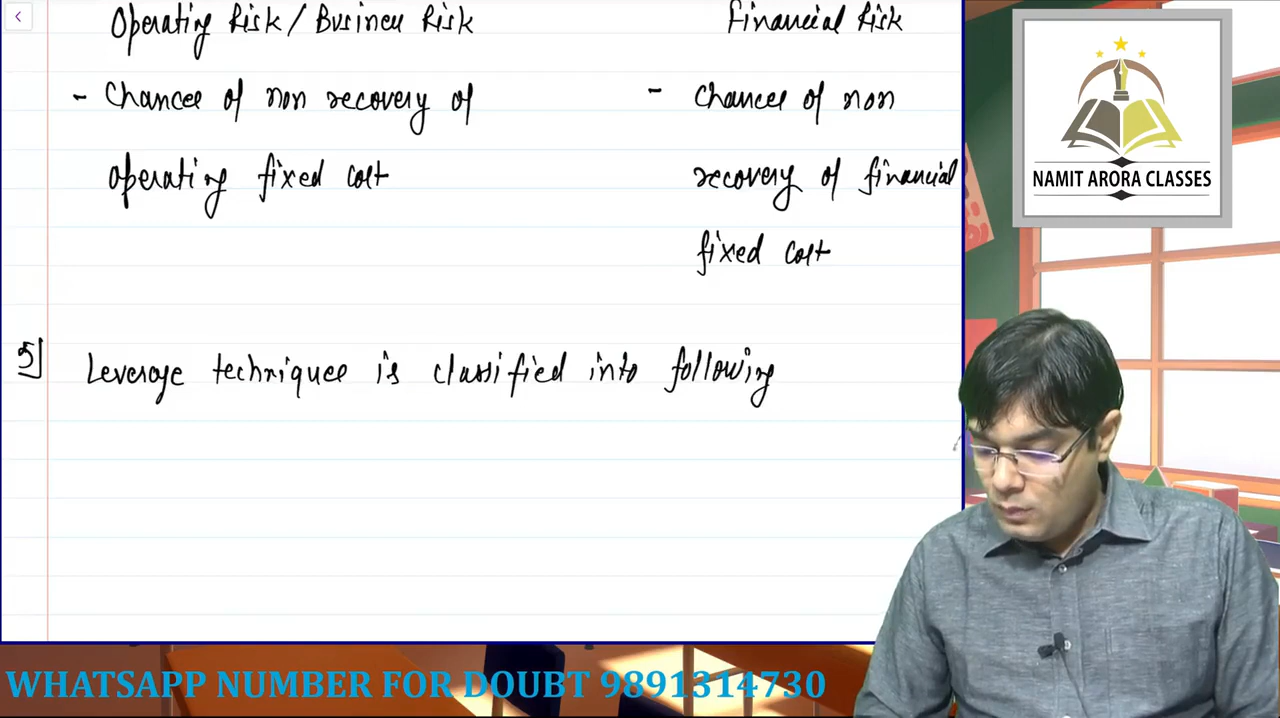 Operating Risk / Business Risk
- Chances of non recovery of
operating fixed cost
Financial Risk
- Chances of non
recovery of financial
fixed cost
5] Leverage techniques is classified into following
NAMIT ARORA CLASSES
WHATSAPP NUMBER FOR DOUBT 9891314730